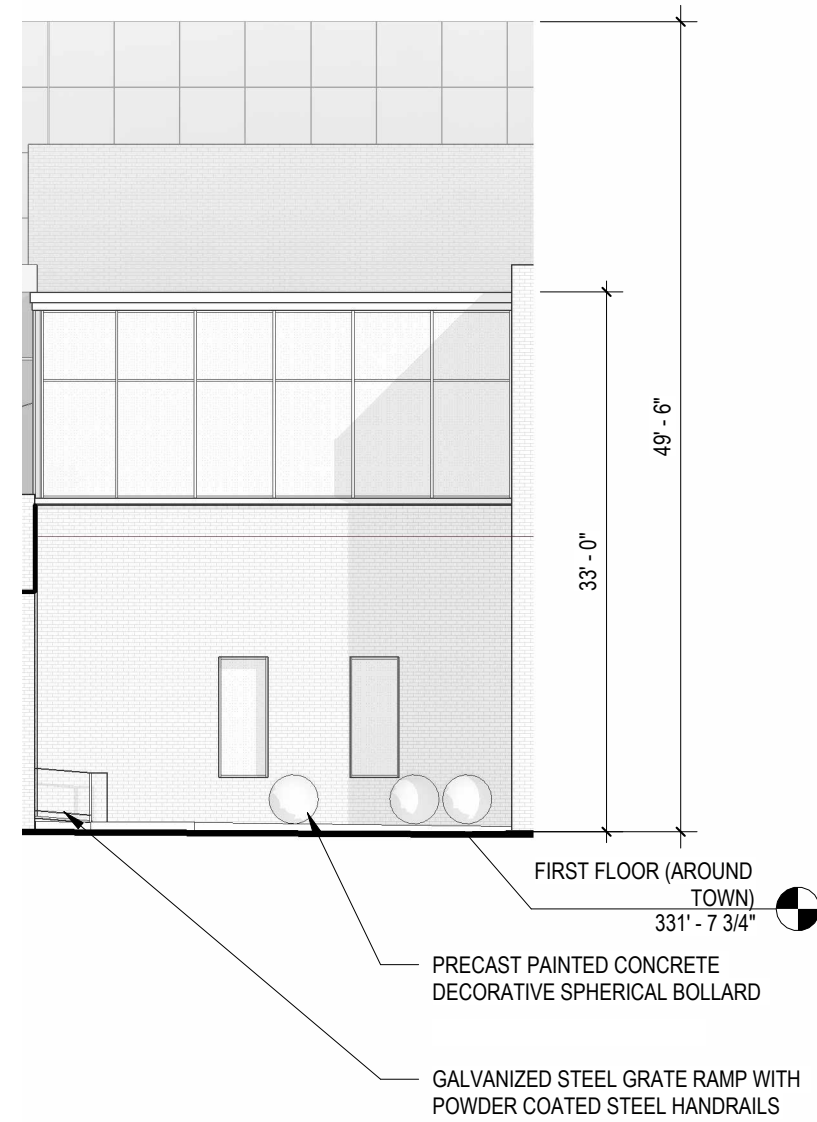 49' - 6"
33' - 0"
FIRST FLOOR (AROUND
TOWN)
331' - 7 3/4"
PRECAST PAINTED CONCRETE
DECORATIVE SPHERICAL BOLLARD
GALVANIZED STEEL GRATE RAMP WITH
POWDER COATED STEEL HANDRAILS